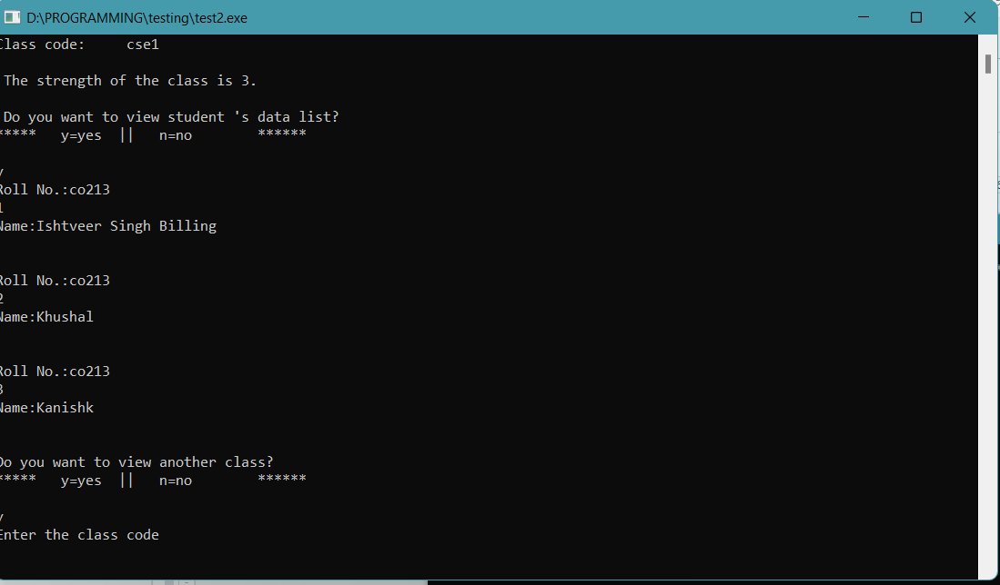 D:\PROGRAMMING\testing\test2.exe
Class code:     cse1
The strength of the class is 3.
Do you want to view student 's data list?
*****   y=yes  ||   n=no        ******
y
Roll No.:co213
1
Name:Ishtveer Singh Billing
Roll No.:co213
2
Name:Khushal
Roll No.:co213
3
Name:Kanishk
Do you want to view another class?
*****   y=yes  ||   n=no        ******
y
Enter the class code